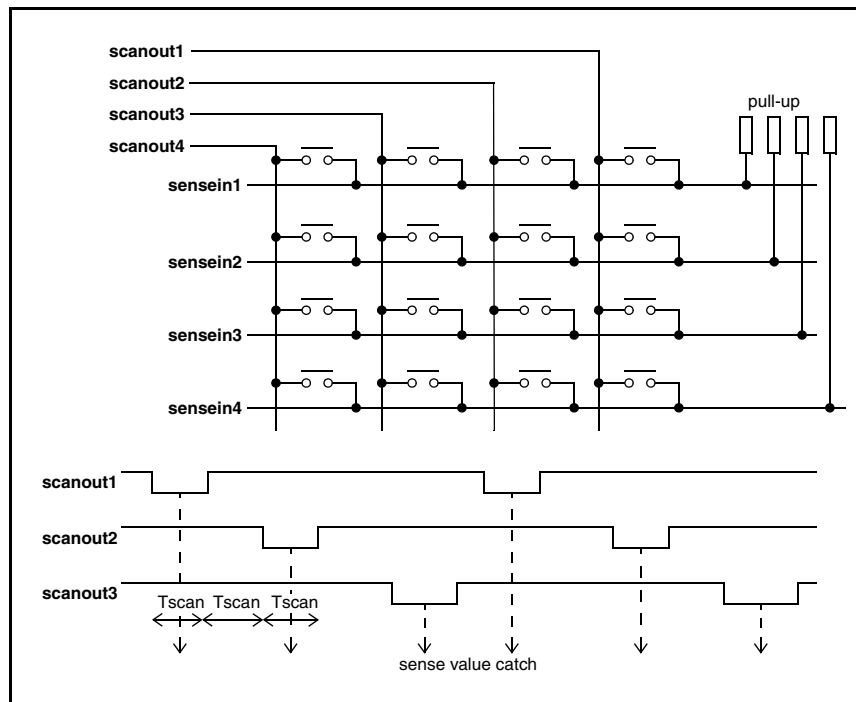 scanout1
scanout2
scanout3
pull-up
scanout4
sensein1
sensein2
sensein3
sensein4
scanout1
scanout2
scanout3
Tscan Tscan Tscan
sense value catch